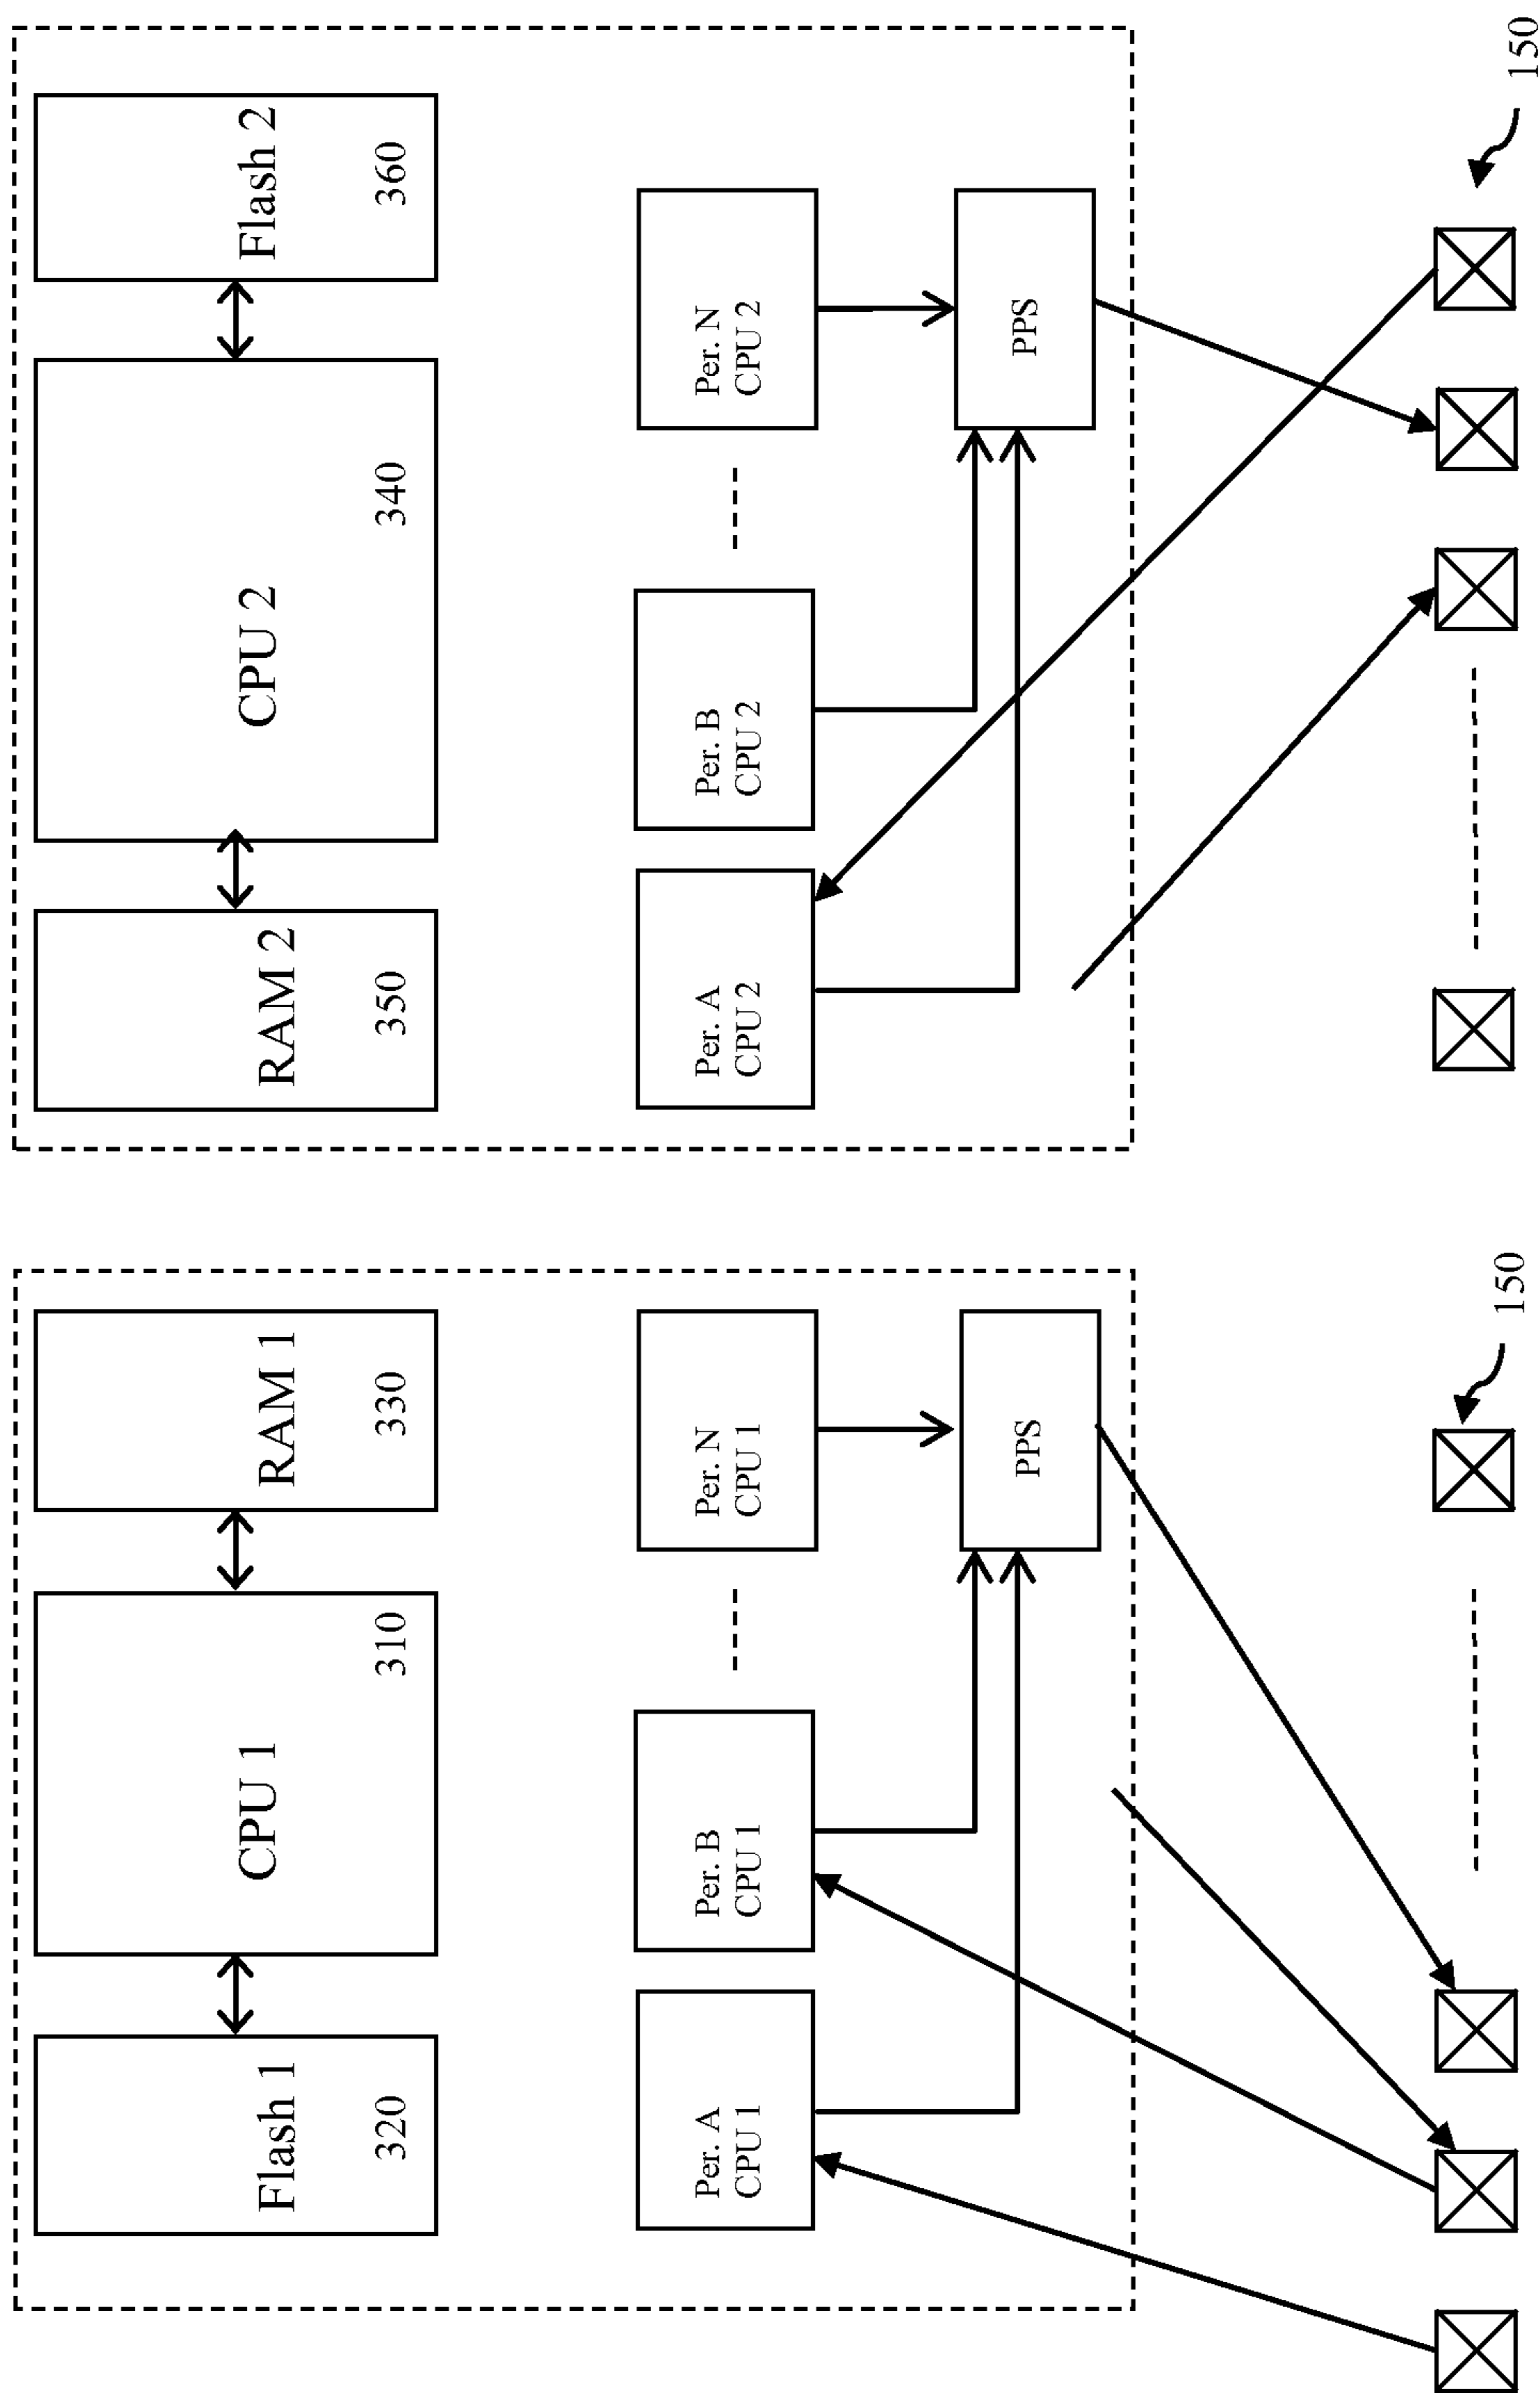 Flash 1
320
CPU 1
310
RAM 1
330
RAM 2
350
CPU 2
340
Flash 2
360
Per. A
CPU 1
Per. B
CPU 1
Per. N
CPU 1
Per. A
CPU 2
Per. B
CPU 2
Per. N
CPU 2
PPS
PPS
150
150